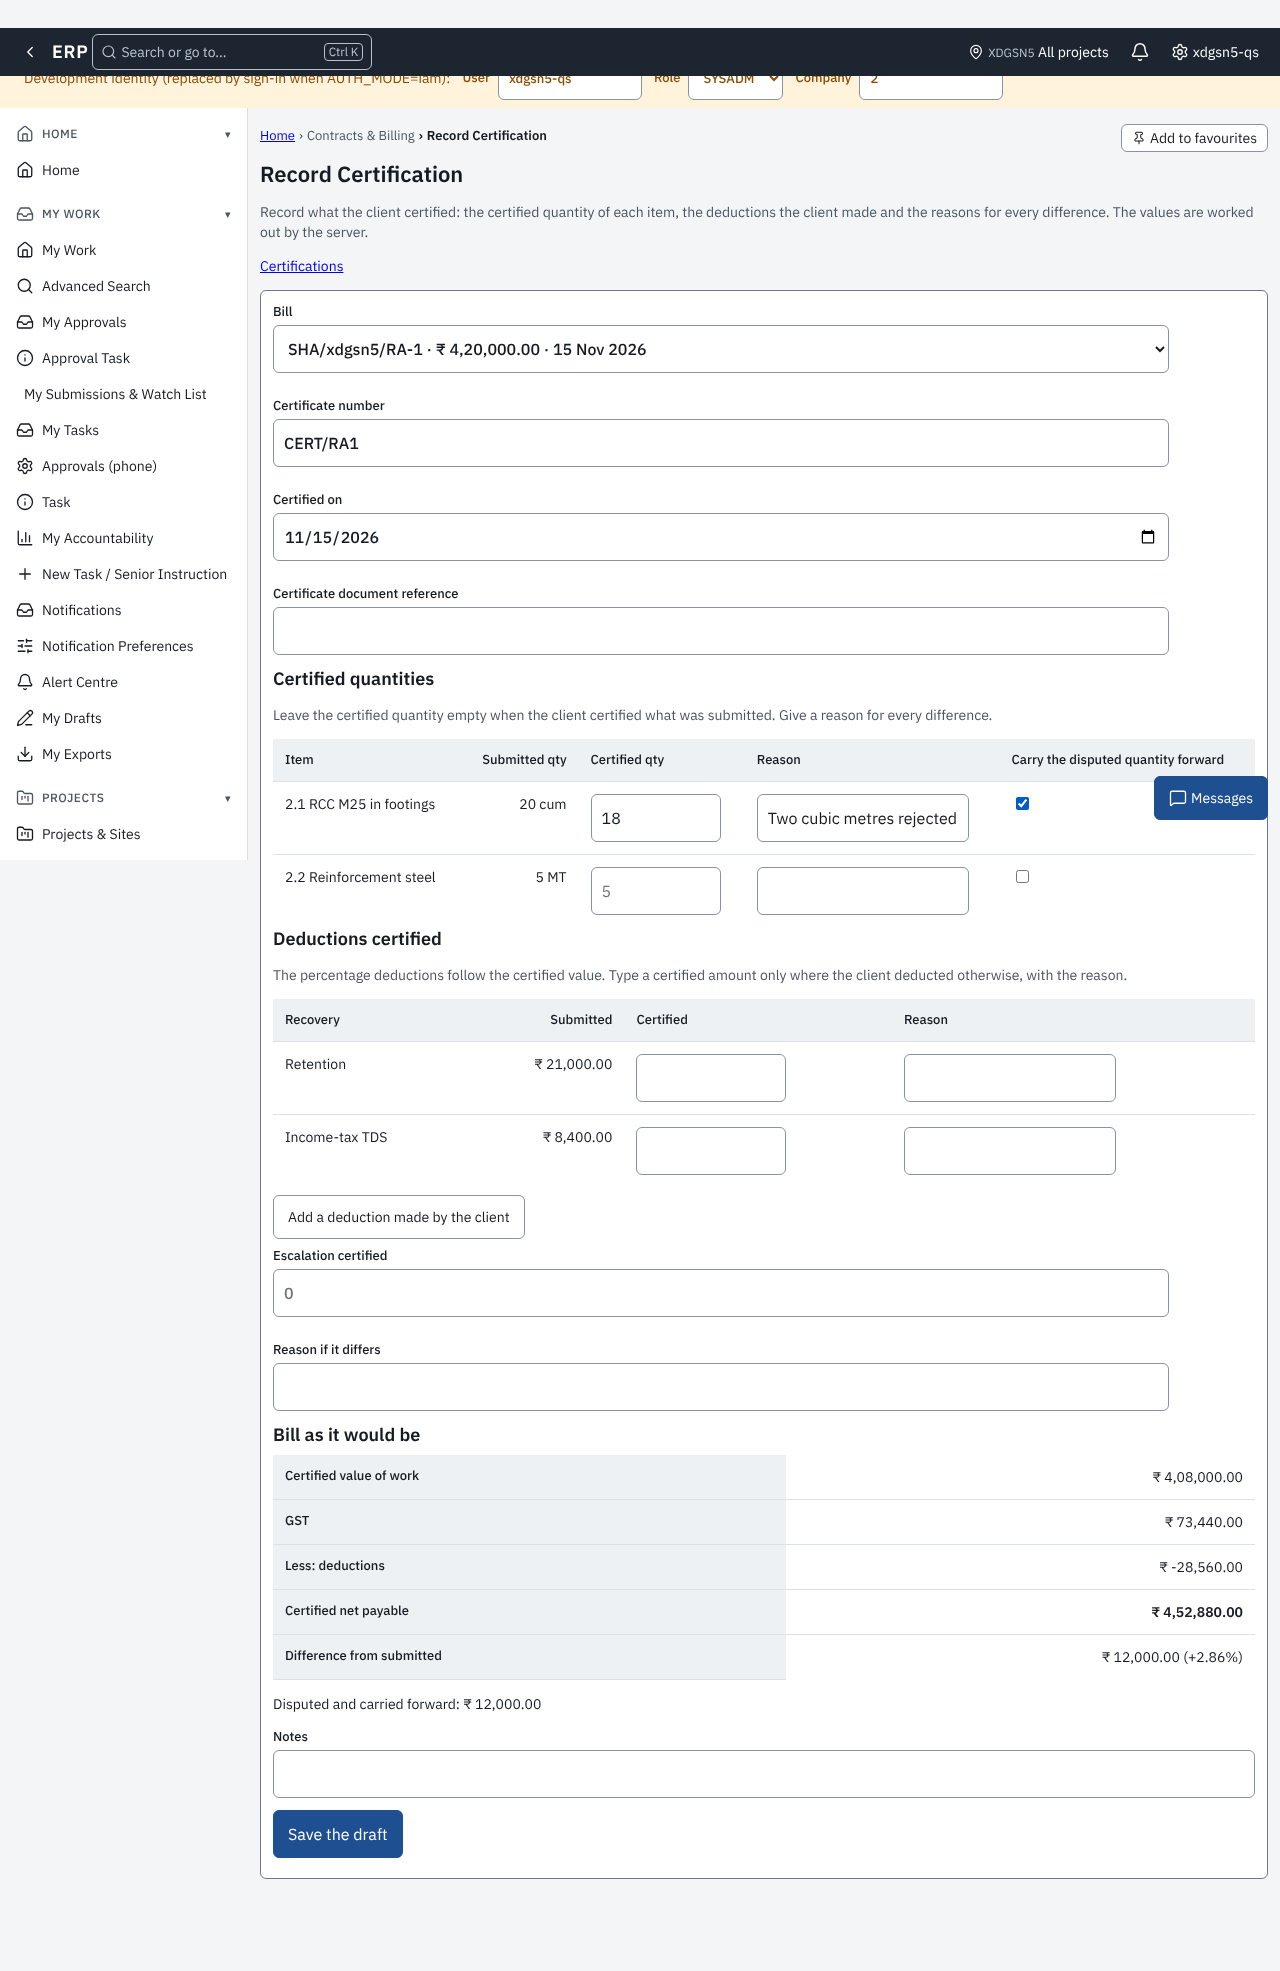 ERP
Search or go to...
Ctrl K
XDGSN5 All projects
xdgsn5-qs
Development identity (replaced by sign-in when AUTH_MODE=iam): User xdgsn5-qs Role SYSADM Company 2
HOME
Home
MY WORK
My Work
Advanced Search
My Approvals
Approval Task
My Submissions & Watch List
My Tasks
Approvals (phone)
Task
My Accountability
New Task / Senior Instruction
Notifications
Notification Preferences
Alert Centre
My Drafts
My Exports
PROJECTS
Projects & Sites
Home › Contracts & Billing › Record Certification
Add to favourites
Record Certification
Record what the client certified: the certified quantity of each item, the deductions the client made and the reasons for every difference. The values are worked
out by the server.
Certifications
Bill
SHA/xdgsn5/RA-1 · ₹ 4,20,000.00 · 15 Nov 2026
Certificate number
CERT/RA1
Certified on
11/15/2026
Certificate document reference
Certified quantities
Leave the certified quantity empty when the client certified what was submitted. Give a reason for every difference.
Item Submitted qty Certified qty Reason Carry the disputed quantity forward
2.1 RCC M25 in footings 20 cum 18 Two cubic metres rejected
Messages
2.2 Reinforcement steel 5 MT 5
Deductions certified
The percentage deductions follow the certified value. Type a certified amount only where the client deducted otherwise, with the reason.
Recovery Submitted Certified Reason
Retention ₹ 21,000.00
Income-tax TDS ₹ 8,400.00
Add a deduction made by the client
Escalation certified
0
Reason if it differs
Bill as it would be
Certified value of work ₹ 4,08,000.00
GST ₹ 73,440.00
Less: deductions ₹ -28,560.00
Certified net payable ₹ 4,52,880.00
Difference from submitted ₹ 12,000.00 (+2.86%)
Disputed and carried forward: ₹ 12,000.00
Notes
Save the draft